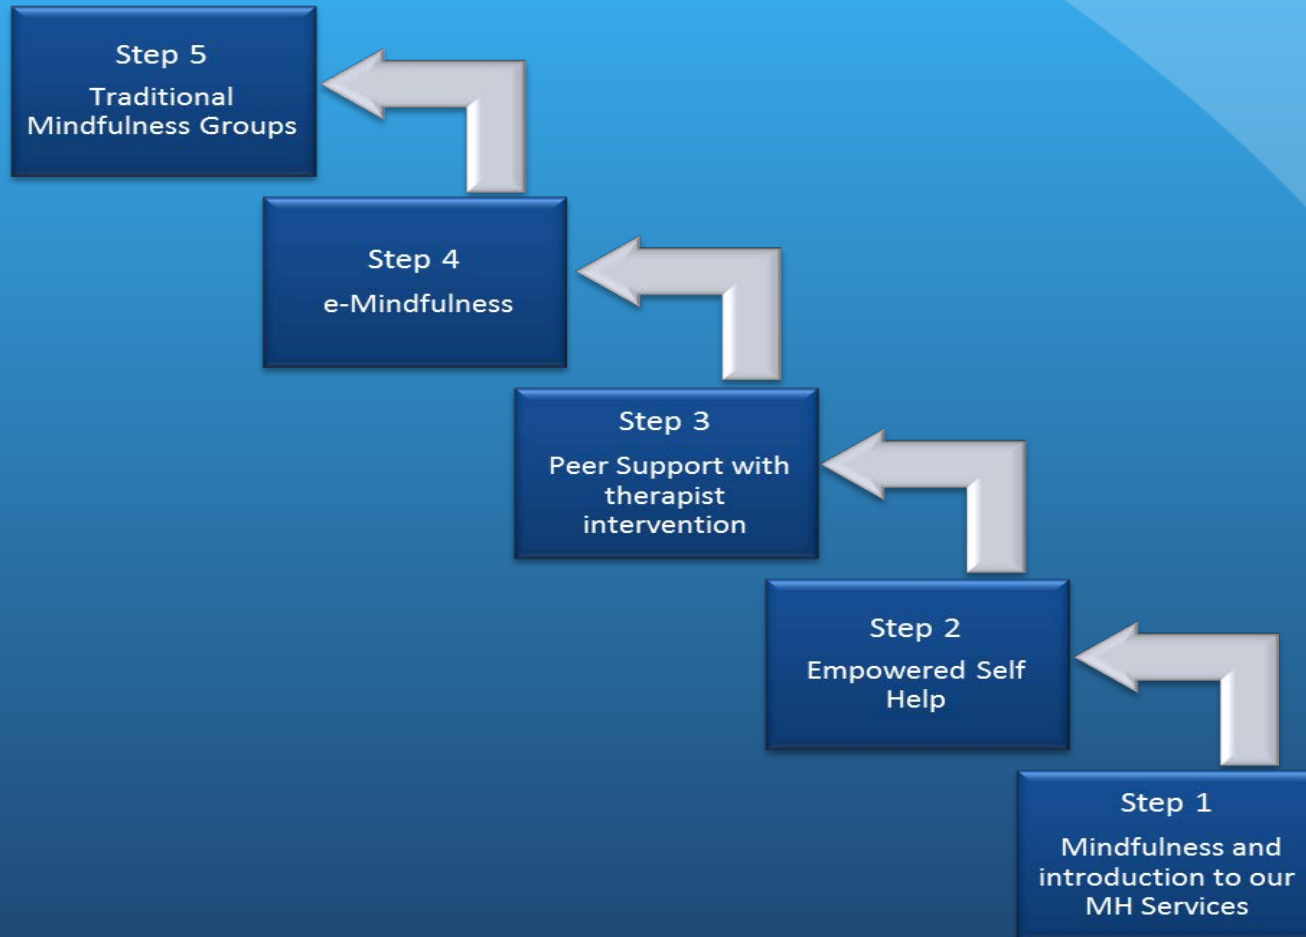 Step 5
Traditional
Mindfulness Groups
Step 4
e-Mindfulness
Step 3
Peer Support with
therapist
intervention
Step 2
Empowered Self
Help
Step 1
Mindfulness and
introduction to our
MH Services